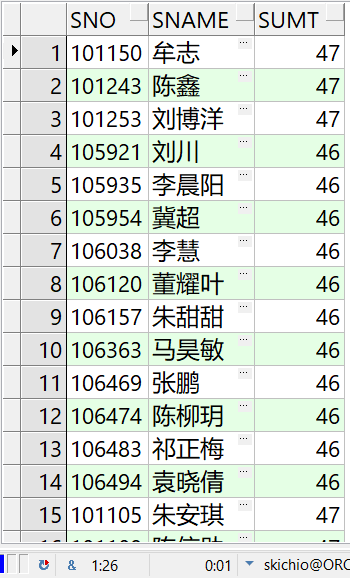 SNO SNAME SUMT
1 101150 牟志 47
2 101243 陈鑫 47
3 101253 刘博洋 47
4 105921 刘川 46
5 105935 李晨阳 46
6 105954 冀超 46
7 106038 李慧 46
8 106120 董耀叶 46
9 106157 朱甜甜 46
10 106363 马昊敏 46
11 106469 张鹏 46
12 106474 陈柳玥 46
13 106483 祁正梅 46
14 106494 袁晓倩 46
15 101105 朱安琪 47
& 1:26 0:01 skichio@ORC